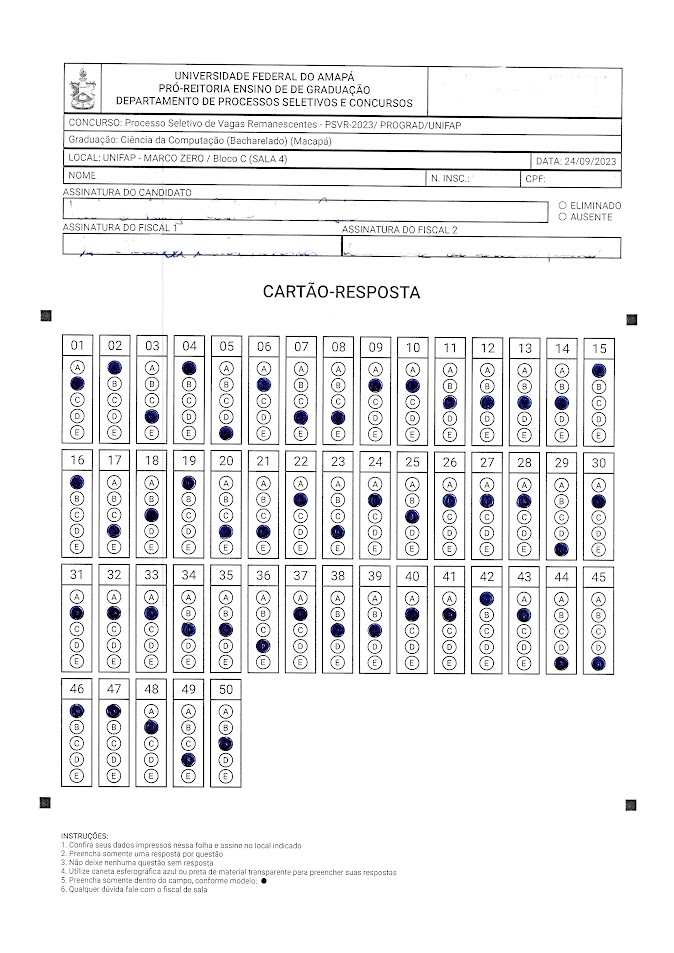 UNIVERSIDADE FEDERAL DO AMAPÁ
PRÓ-REITORIA ENSINO DE DE GRADUAÇÃO
DEPARTAMENTO DE PROCESSOS SELETIVOS E CONCURSOS
CONCURSO: Processo Seletivo de Vagas Remanescentes - PSVR-2023/ PROGRAD/UNIFAP
Graduação: Ciência da Computação (Bacharelado) (Macapá)
LOCAL: UNIFAP - MARCO ZERO / Bloco C (SALA 4) DATA: 24/09/2023
NOME N. INSC.: CPF:
ASSINATURA DO CANDIDATO
○ ELIMINADO
○ AUSENTE
ASSINATURA DO FISCAL 1 ASSINATURA DO FISCAL 2
CARTÃO-RESPOSTA
01 02 03 04 05 06 07 08 09 10 11 12 13 14 15
A A A A A A A A A A A
B B B B B B B B B B B
C C C C C C C C C C C
D D D D D D D D D D D
E E E E E E E E E E E E E E
16 17 18 19 20 21 22 23 24 25 26 27 28 29 30
A A A A A A A A A A A A A
B B B B B B B B B
C C C C C C C C C C C C C
D D D D D D D D D D D
E E E E E E E E E E E E E E
31 32 33 34 35 36 37 38 39 40 41 42 43 44 45
A A A A A A A A A A A A A A
B B B B B B B B B
C C C C C C C C C C C
D D D D D D D D D D D D D D
E E E E E E E E E E E E E
46 47 48 49 50
A A A
B B B B
C C C C
D D D D
E E E E E
INSTRUÇÕES:
1. Confira seus dados impressos nessa folha e assine no local indicado
2. Preencha somente uma resposta por questão
3. Não deixe nenhuma questão sem resposta
4. Utilize caneta esferográfica azul ou preta de material transparente para preencher suas respostas
5. Preencha somente dentro do campo, conforme modelo: ●
6. Qualquer dúvida fale com o fiscal de sala